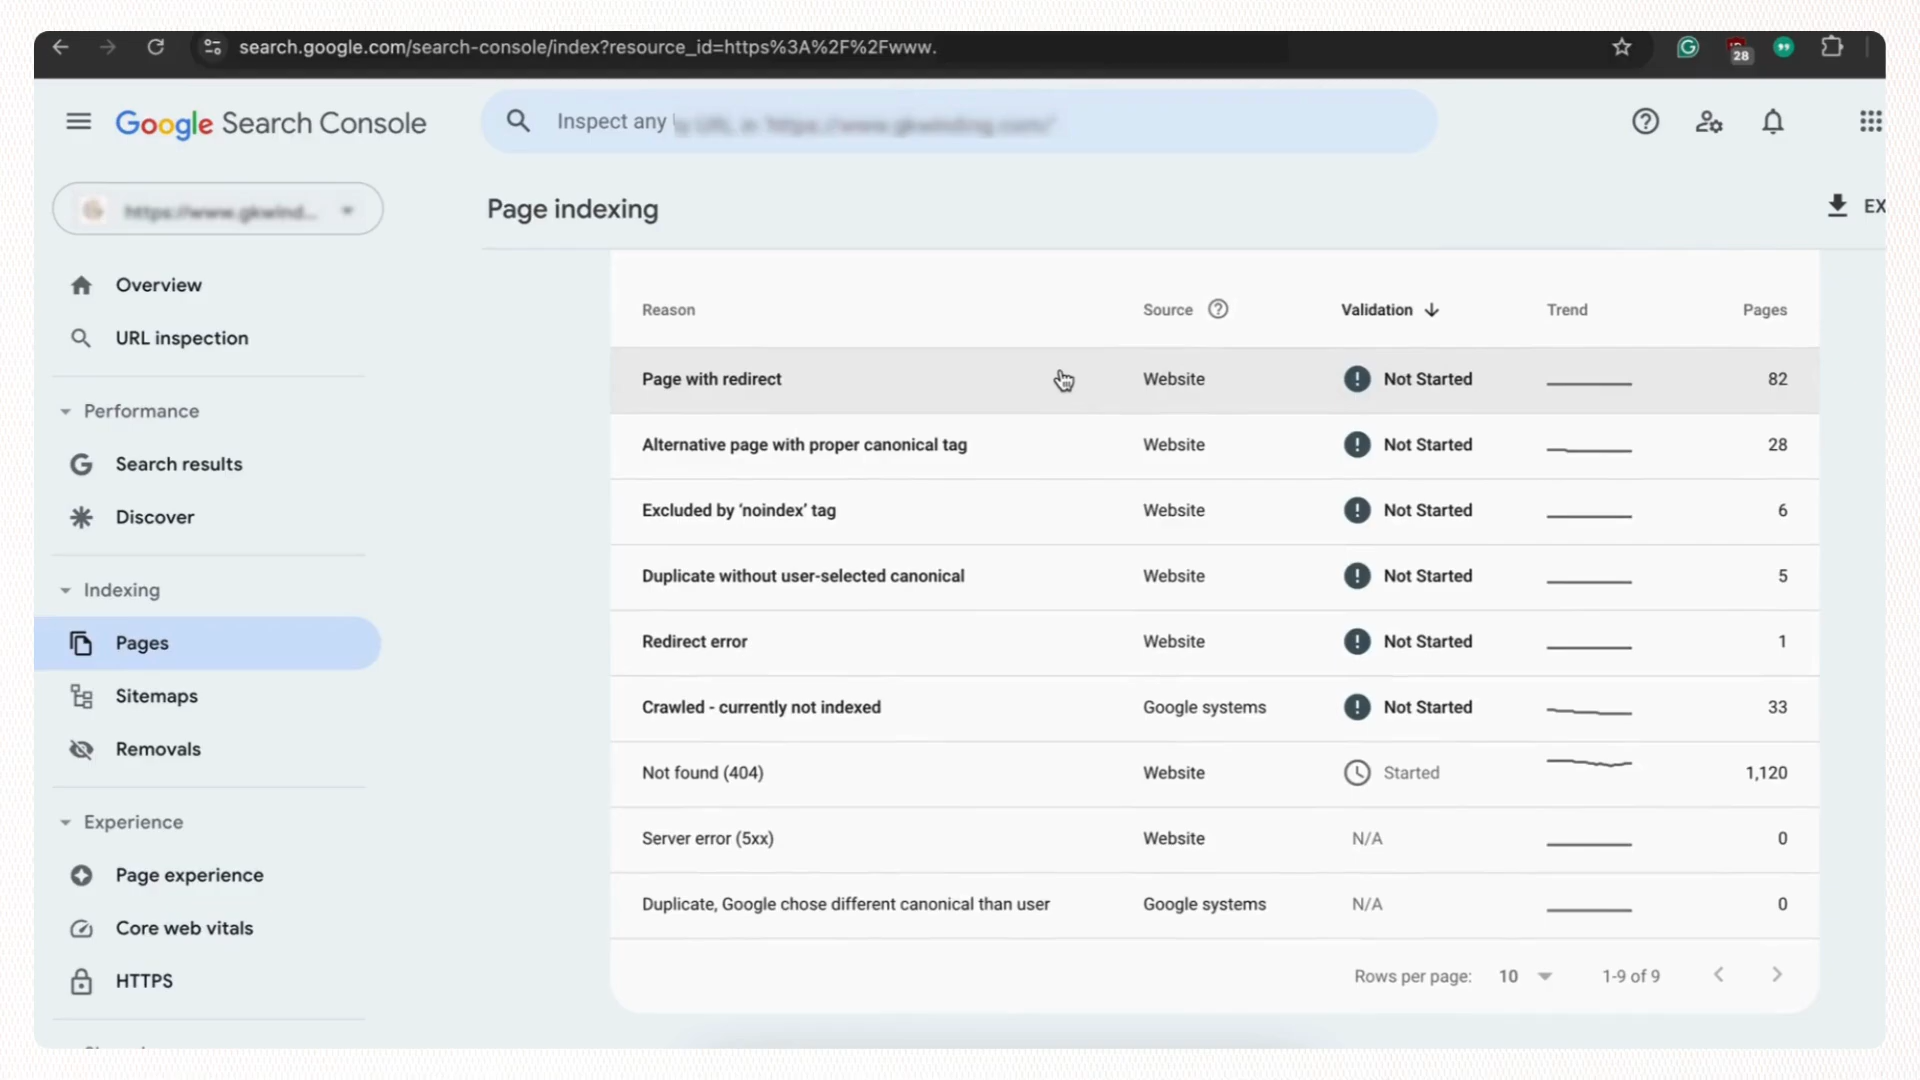 search.google.com/search-console/index?resource_id=https%3A%2F%2Fwww.
28
Google Search Console
Inspect any
Page indexing
EX
Overview
URL inspection
Performance
Search results
Discover
Indexing
Pages
Sitemaps
Removals
Experience
Page experience
Core web vitals
HTTPS
Reason Source Validation Trend Pages
Page with redirect Website Not Started 82
Alternative page with proper canonical tag Website Not Started 28
Excluded by ‘noindex’ tag Website Not Started 6
Duplicate without user-selected canonical Website Not Started 5
Redirect error Website Not Started 1
Crawled - currently not indexed Google systems Not Started 33
Not found (404) Website Started 1,120
Server error (5xx) Website N/A 0
Duplicate, Google chose different canonical than user Google systems N/A 0
Rows per page: 10 1-9 of 9